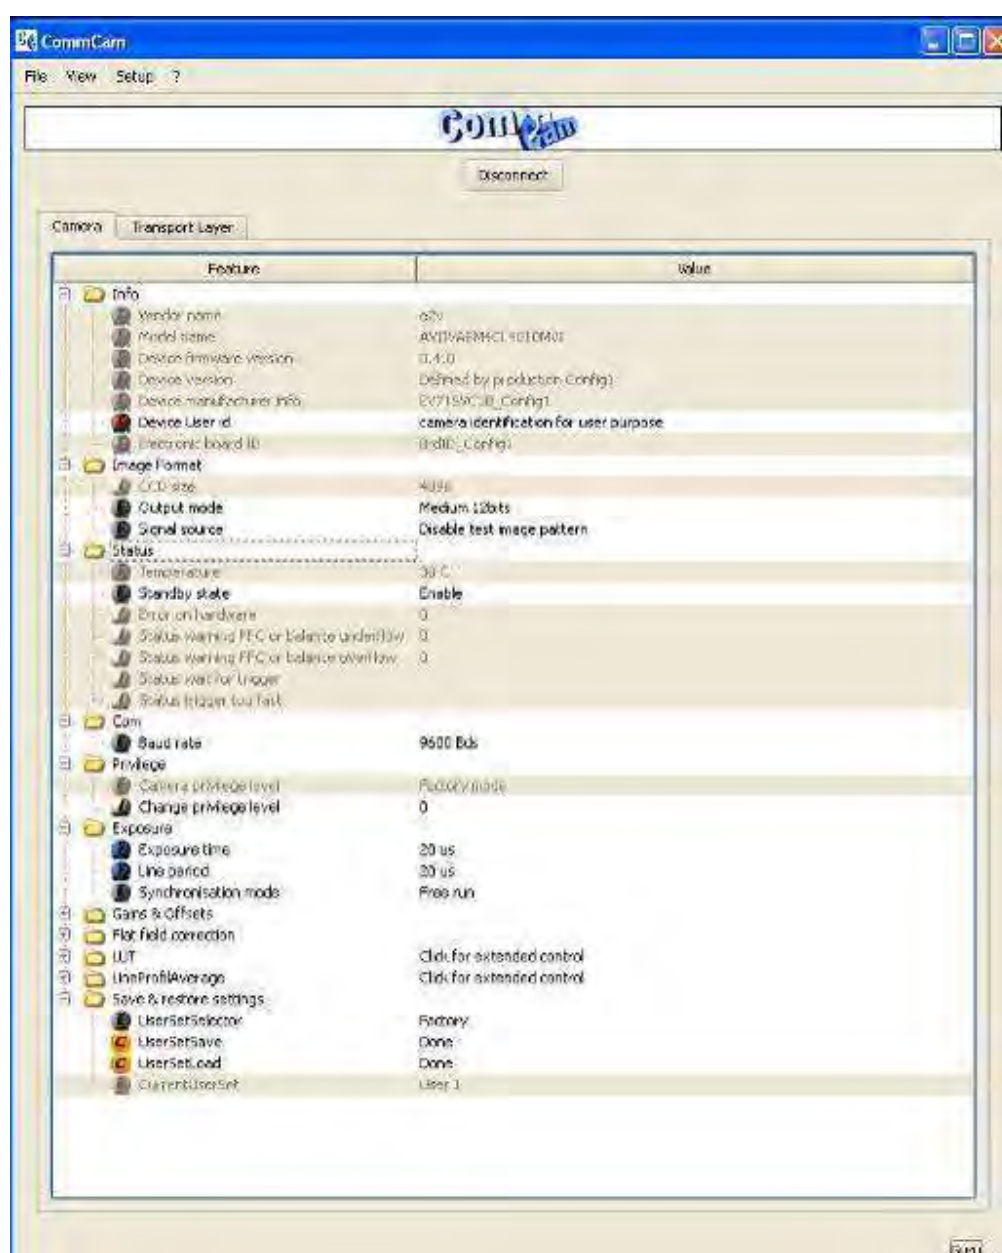 CommCam
File View Setup ?
CommCam
Disconnect
Camera Transport Layer
Feature Value
Info
Vendor name e2v
Model name
Device firmware version 0.4.0
Device version Defined by production Config1
Device manufacturer info
Device User id camera identification for user purpose
Electronic board ID BrdID_Config1
Image Format
CCD size 4096
Output mode Medium 12bits
Signal source Disable test image pattern
Status
Temperature
Standby state Enable
Error on hardware 0
Status warning FFC or balance underflow 0
Status warning FFC or balance overflow 0
Status wait for trigger
Status trigger too fast
Com
Baud rate 9600 Bds
Privilege
Camera privilege level Factory mode
Change privilege level 0
Exposure
Exposure time 20 us
Line period 20 us
Synchronisation mode Free run
Gains & Offsets
Flat field correction
LUT Click for extended control
LineProfilAverage Click for extended control
Save & restore settings
UserSetSelector Factory
UserSetSave Done
UserSetLoad Done
CurrentUserSet User 1